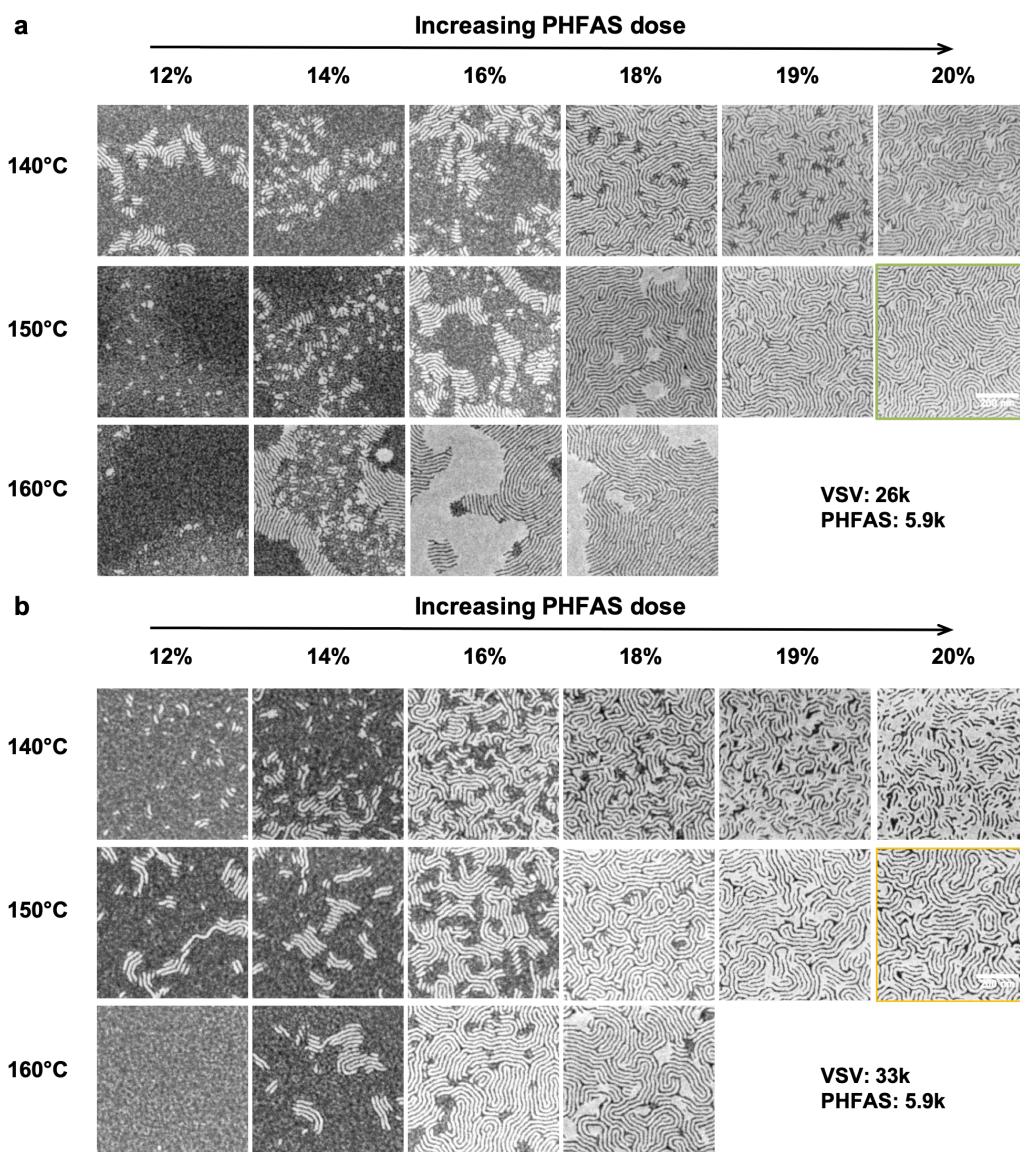 a
Increasing PHFAS dose
12% 14% 16% 18% 19% 20%
140°C
150°C
160°C
VSV: 26k
PHFAS: 5.9k
b
Increasing PHFAS dose
12% 14% 16% 18% 19% 20%
140°C
150°C
160°C
VSV: 33k
PHFAS: 5.9k